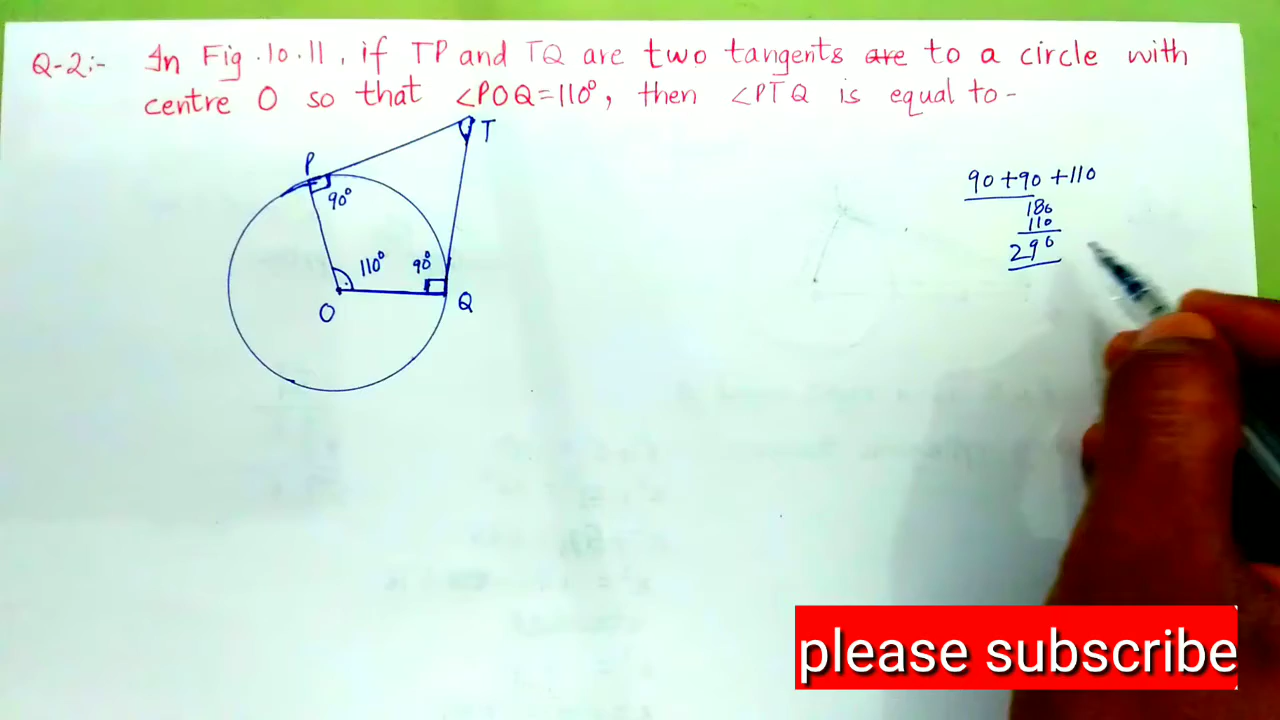 Q-2:- In Fig.10.11, if TP and TQ are two tangents are to a circle with
centre O so that ∠POQ=110°, then ∠PTQ is equal to-
T
P
90°
110°
90°
O
Q
90+90+110
180
110
290
please subscribe